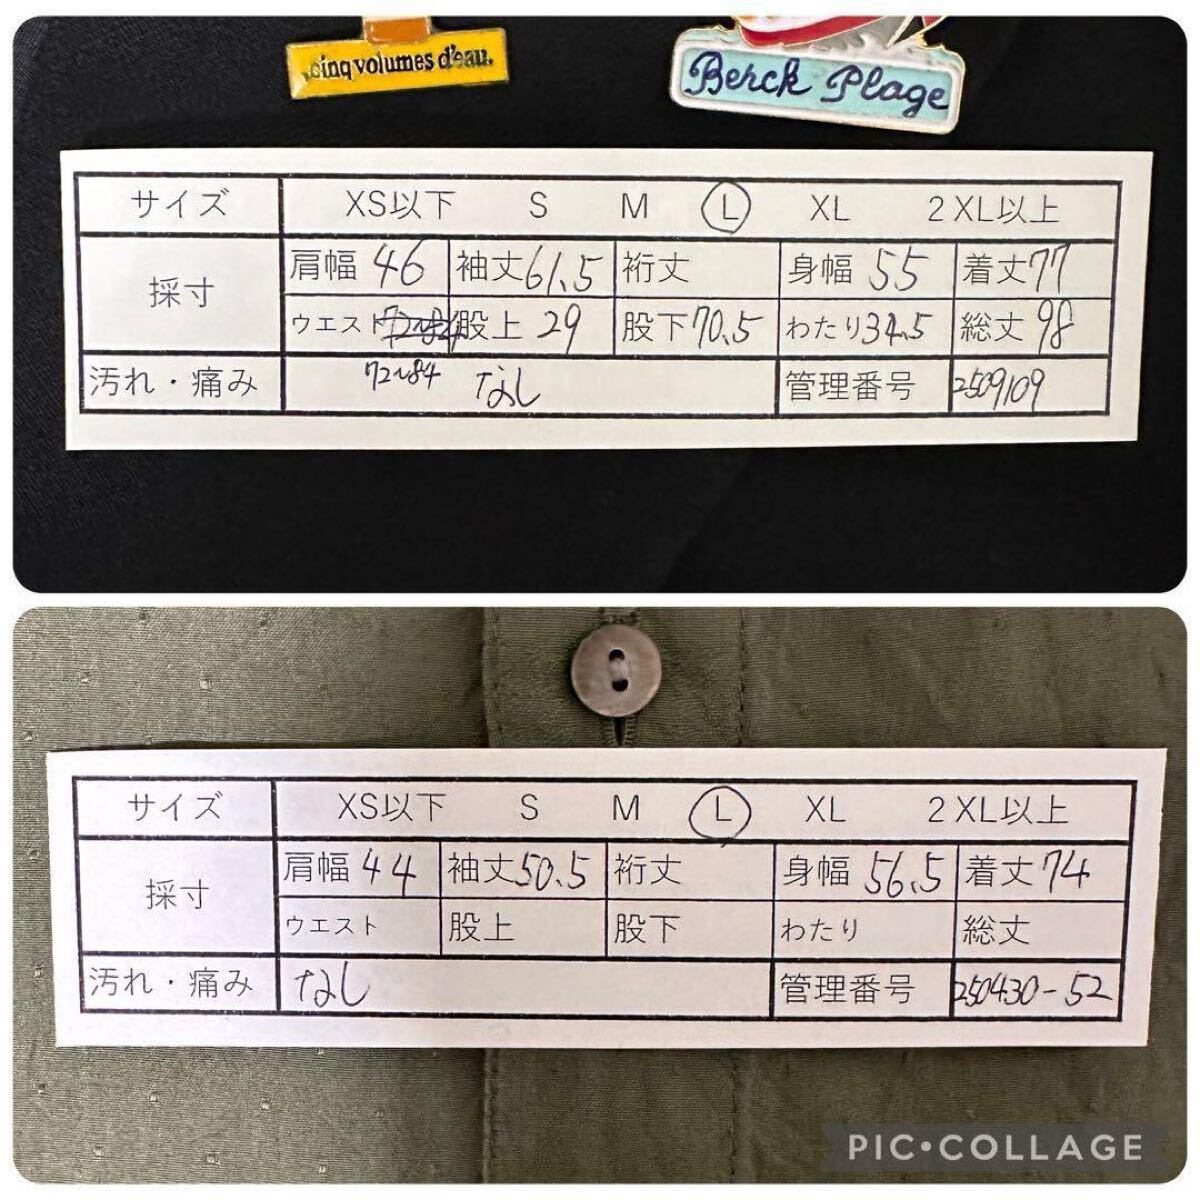 cinq volumes d'eau.
Berck Plage
サイズ XS以下 S M L XL 2XL以上
採寸 肩幅 46 袖丈 61.5 裄丈 身幅 55 着丈 77
ウエスト 72~84 股上 29 股下 70.5 わたり 34.5 総丈 98
72~84
汚れ・痛み なし 管理番号 2509109
サイズ XS以下 S M L XL 2XL以上
採寸 肩幅 44 袖丈 50.5 裄丈 身幅 56.5 着丈 74
ウエスト 股上 股下 わたり 総丈
汚れ・痛み なし 管理番号 250430-52
PIC•COLLAGE